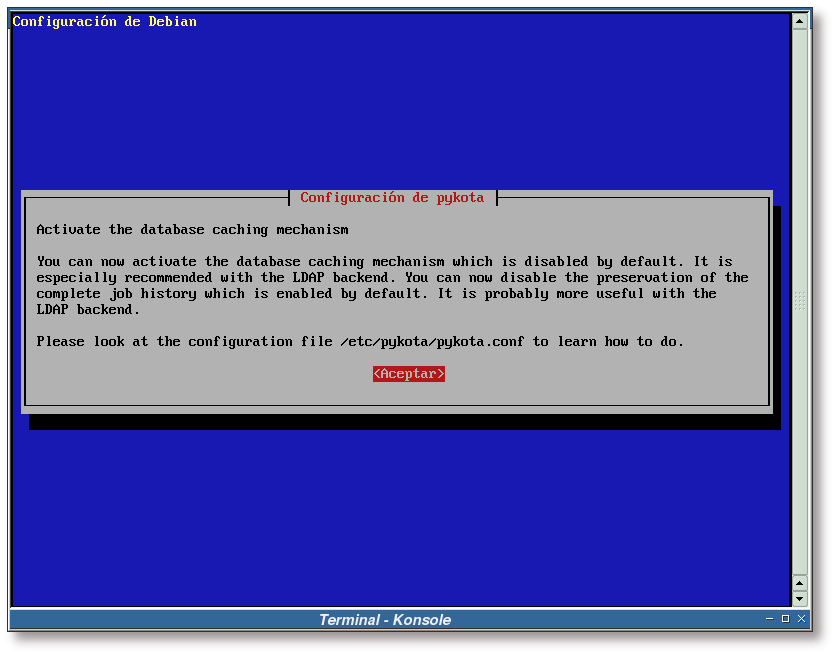 Configuración de Debian
Configuración de pykota
Activate the database caching mechanism
You can now activate the database caching mechanism which is disabled by default. It is
especially recommended with the LDAP backend. You can now disable the preservation of the
complete job history which is enabled by default. It is probably more useful with the
LDAP backend.
Please look at the configuration file /etc/pykota/pykota.conf to learn how to do.
<Aceptar>
Terminal - Konsole